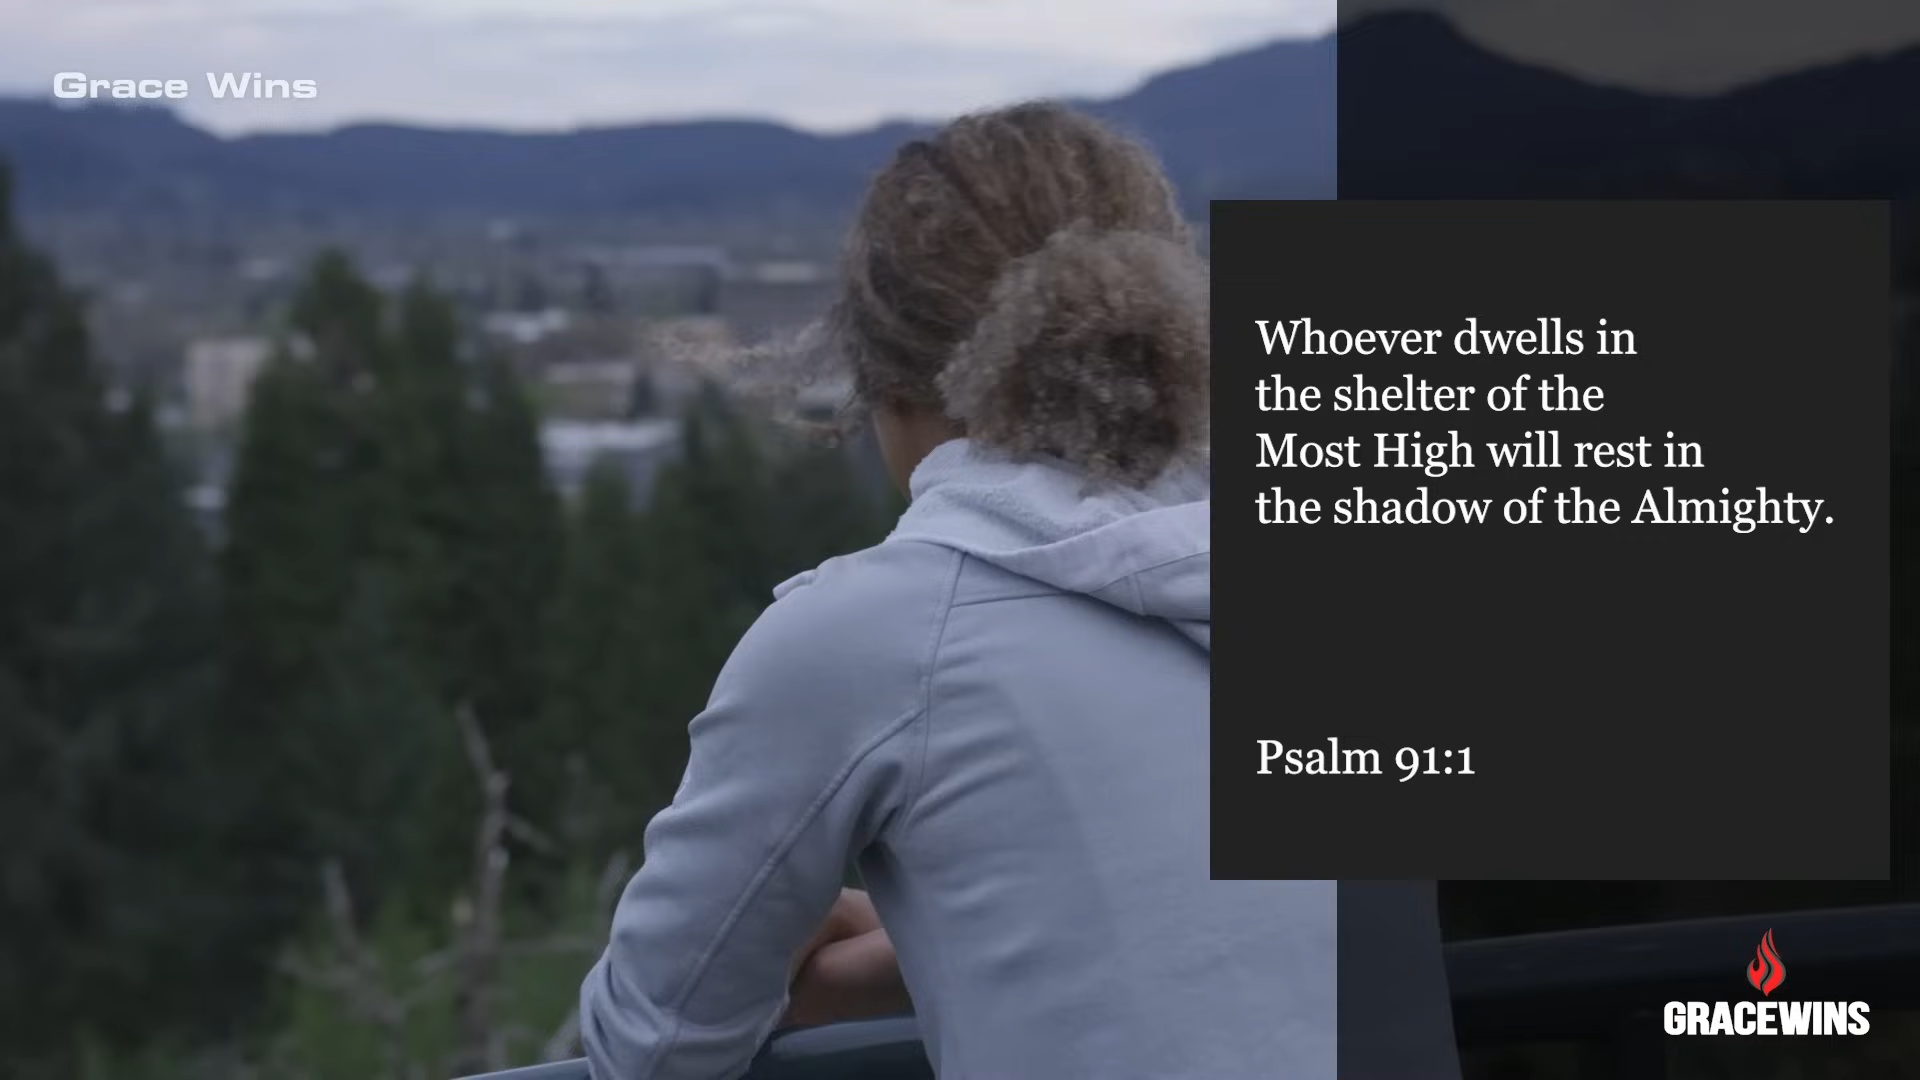 Grace Wins
Whoever dwells in
the shelter of the
Most High will rest in
the shadow of the Almighty.
Psalm 91:1
GRACEWINS